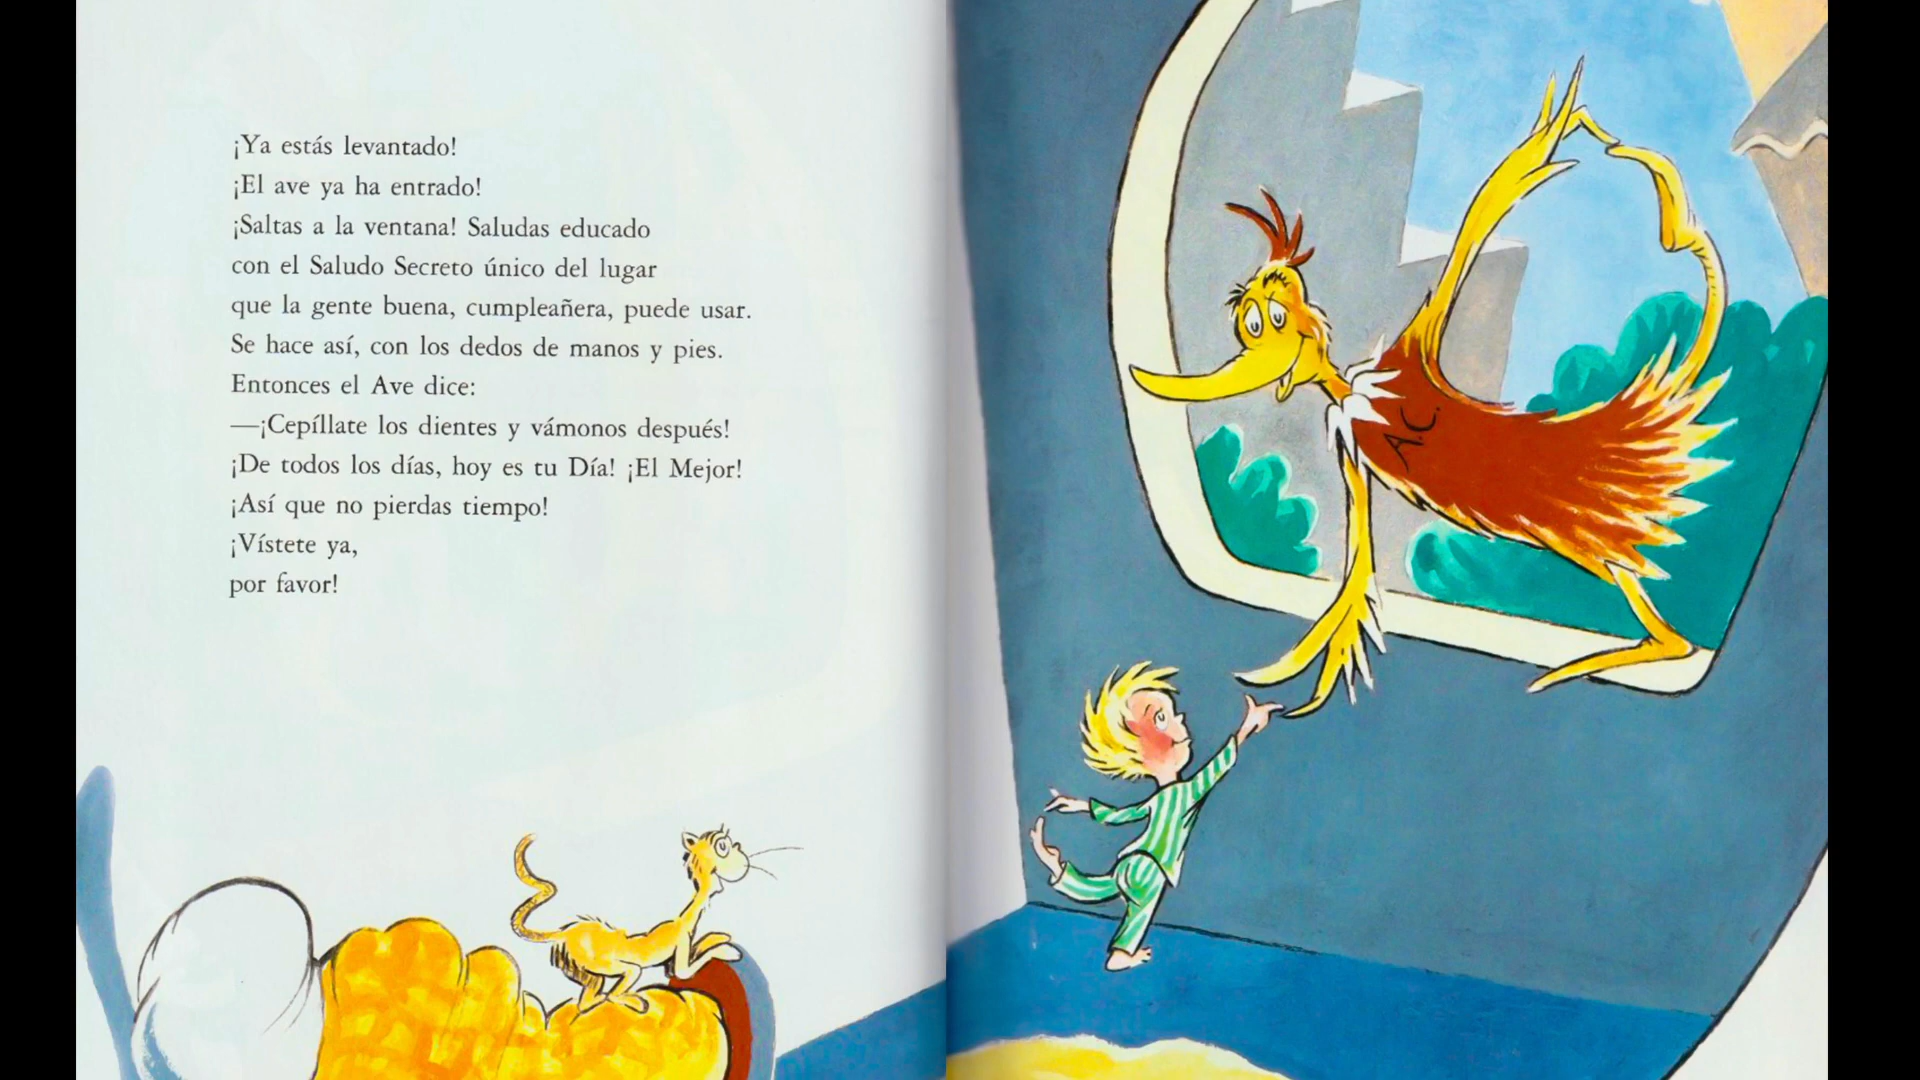 ¡Ya estás levantado!
¡El ave ya ha entrado!
¡Saltas a la ventana! Saludas educado
con el Saludo Secreto único del lugar
que la gente buena, cumpleañera, puede usar.
Se hace así, con los dedos de manos y pies.
Entonces el Ave dice:
—¡Cepíllate los dientes y vámonos después!
¡De todos los días, hoy es tu Día! ¡El Mejor!
¡Así que no pierdas tiempo!
¡Vístete ya,
por favor!
A.C.